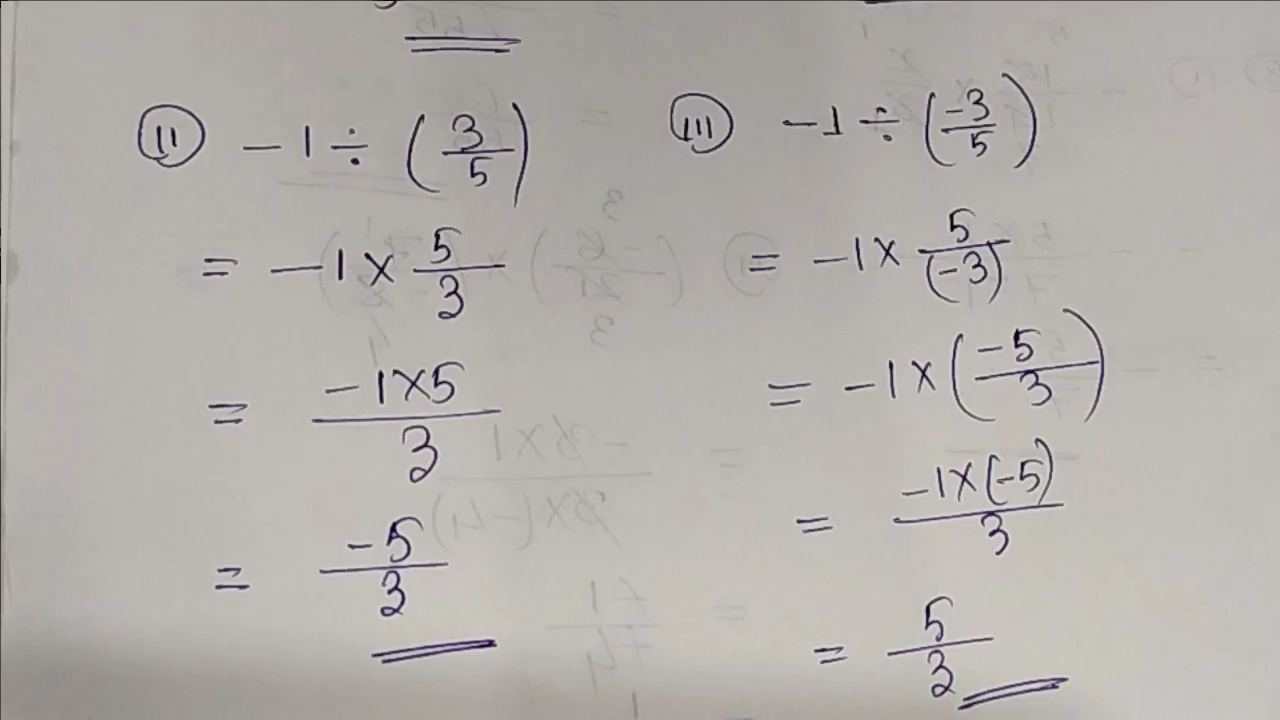 (ii) -1 ÷ (3/5)
= -1 × 5/3
= -1×5/3
= -5/3
(iii) -1 ÷ (-3/5)
= -1 × 5/(-3)
= -1 × (-5/3)
= -1×(-5)/3
= 5/3